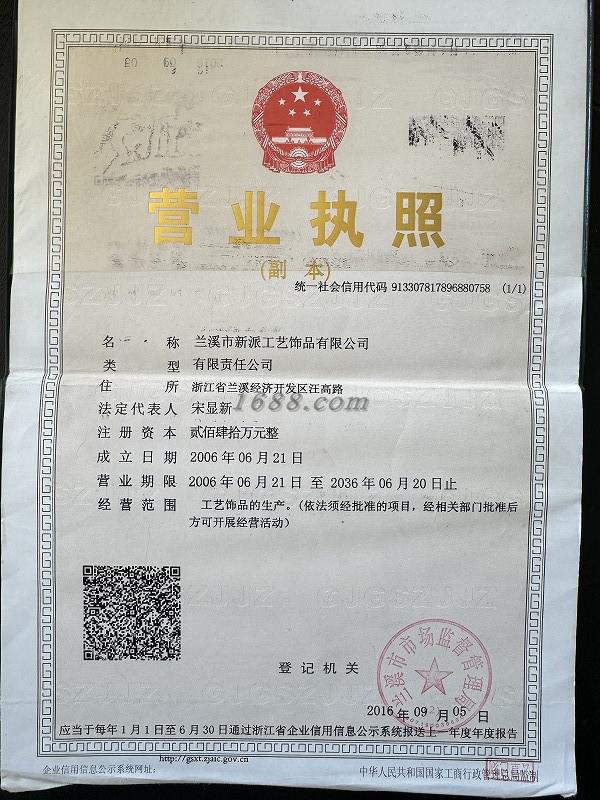 营业执照
(副 本)
统一社会信用代码 913307817896880758 (1/1)
名 称 兰溪市新派工艺饰品有限公司
类 型 有限责任公司
住 所 浙江省兰溪经济开发区汪高路
法定代表人 宋显新
1688.com
注册资本 贰佰肆拾万元整
成立日期 2006年06月21日
营业期限 2006年06月21日 至 2036年06月20日止
经营范围 工艺饰品的生产。（依法须经批准的项目，经相关部门批准后
方可开展经营活动）
登记机关
兰溪市市场监督管理局
2016年09月05日
应当于每年1月1日至6月30日通过浙江省企业信用信息公示系统报送上一年度年度报告
http://gsxt.zjaic.gov.cn
企业信用信息公示系统网址：
中华人民共和国国家工商行政管理总局监制